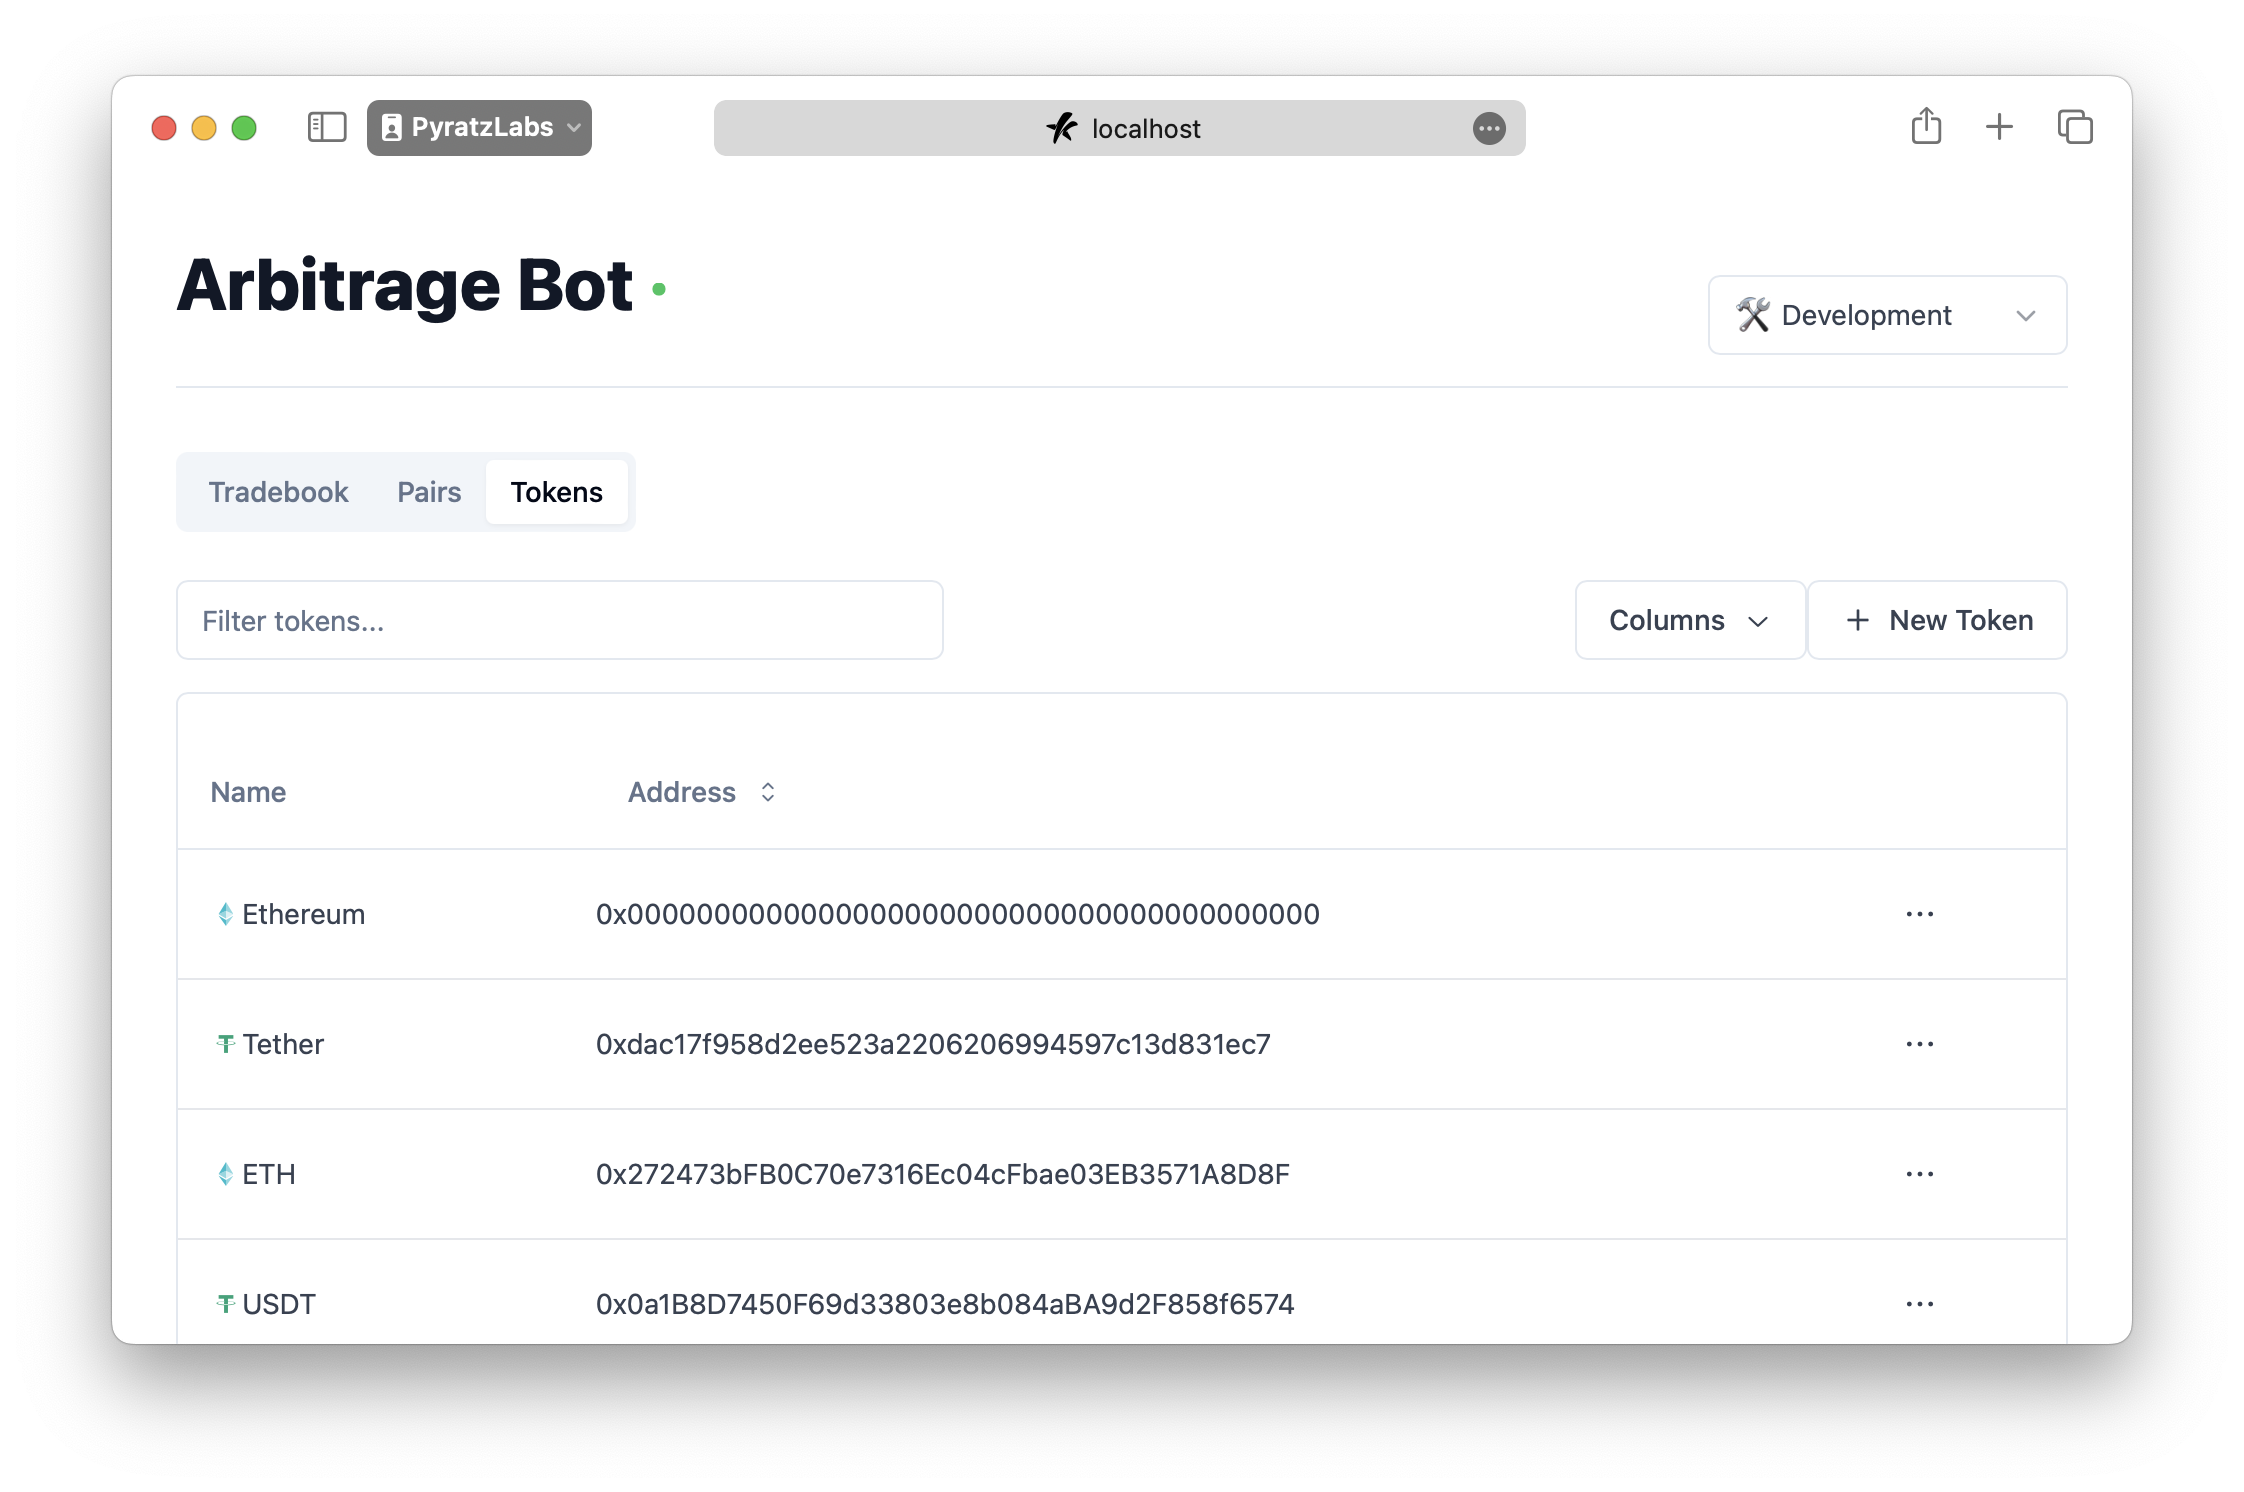 PyratzLabs
localhost
Arbitrage Bot
Development
Tradebook Pairs Tokens
Filter tokens...
Columns
New Token
Name Address
Ethereum 0x0000000000000000000000000000000000000000
Tether 0xdac17f958d2ee523a2206206994597c13d831ec7
ETH 0x272473bFB0C70e7316Ec04cFbae03EB3571A8D8F
USDT 0x0a1B8D7450F69d33803e8b084aBA9d2F858f6574